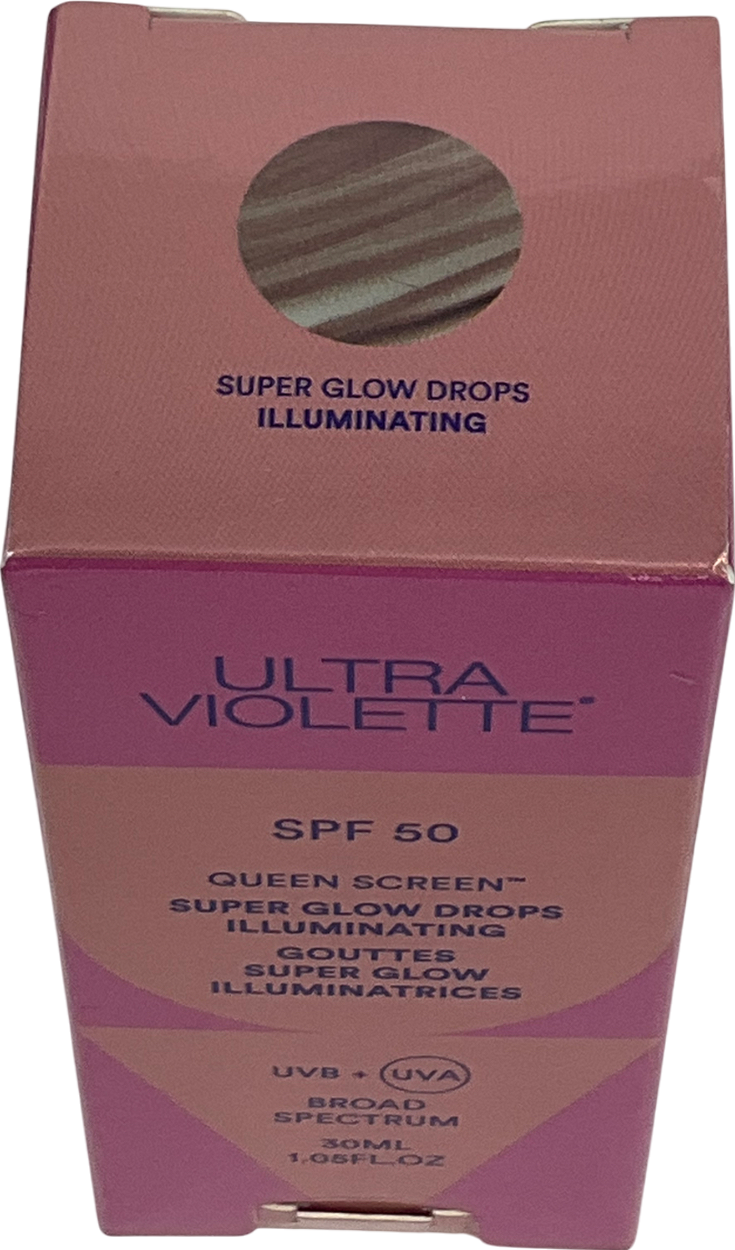 SUPER GLOW DROPS
ILLUMINATING
ULTRA
VIOLETTE®
SPF 50
QUEEN SCREEN™
SUPER GLOW DROPS
ILLUMINATING
GOUTTES
SUPER GLOW
ILLUMINATRICES
UVB + UVA
BROAD
SPECTRUM
30ML
1.05FL.OZ